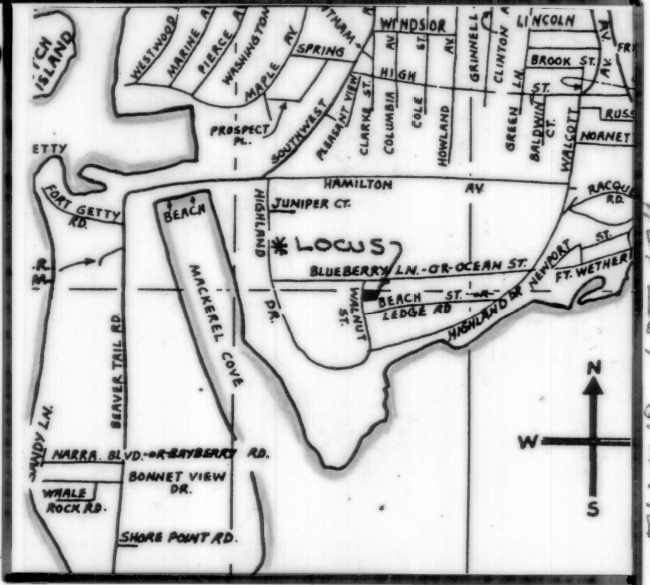 WINDSOR
LINCOLN
AV.
WESTWOOD
MARINE
PIERCE
WASHINGTON
MAPLE AV.
SPRING
AV.
ST.
AV.
GRINNELL
CLINTON
BROOK ST.
AV.
ISLAND
HIGH
ST.
PROSPECT
PL.
SOUTHWEST
PLEASANT VIEW
CLARKE ST.
COLUMBIA
COLE
HOWLAND
GREEN LN.
BALDWIN
CT.
WALCOTT
RUSS
NORNET
ETTY
HAMILTON AV.
FORT GETTY
RD.
BEACH
HIGHLAND DR.
JUNIPER CT.
RACQUE
RD.
* LOCUS
BLUEBERRY LN.-OR-OCEAN ST.
NEWPORT ST.
FT. WETHER
MACKEREL COVE
WALNUT
ST.
BEACH ST. OR
LEDGE RD
HIGHLAND DR
BEAVER TAIL RD.
N
W
S
SANDY LN.
NARRA. BLVD.-OR-BAYBERRY RD.
BONNET VIEW
DR.
WHALE
ROCK RD.
SHORE POINT RD.